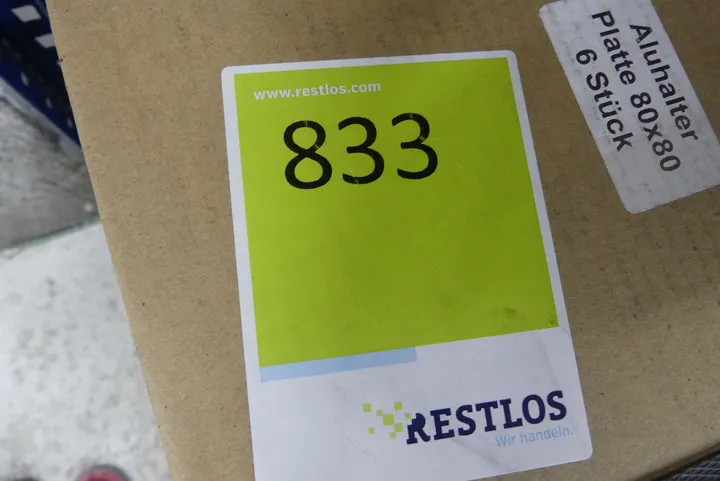 www.restlos.com
833
RESTLOS
Wir handeln.
Aluhalter
Platte 80x80
6 Stück